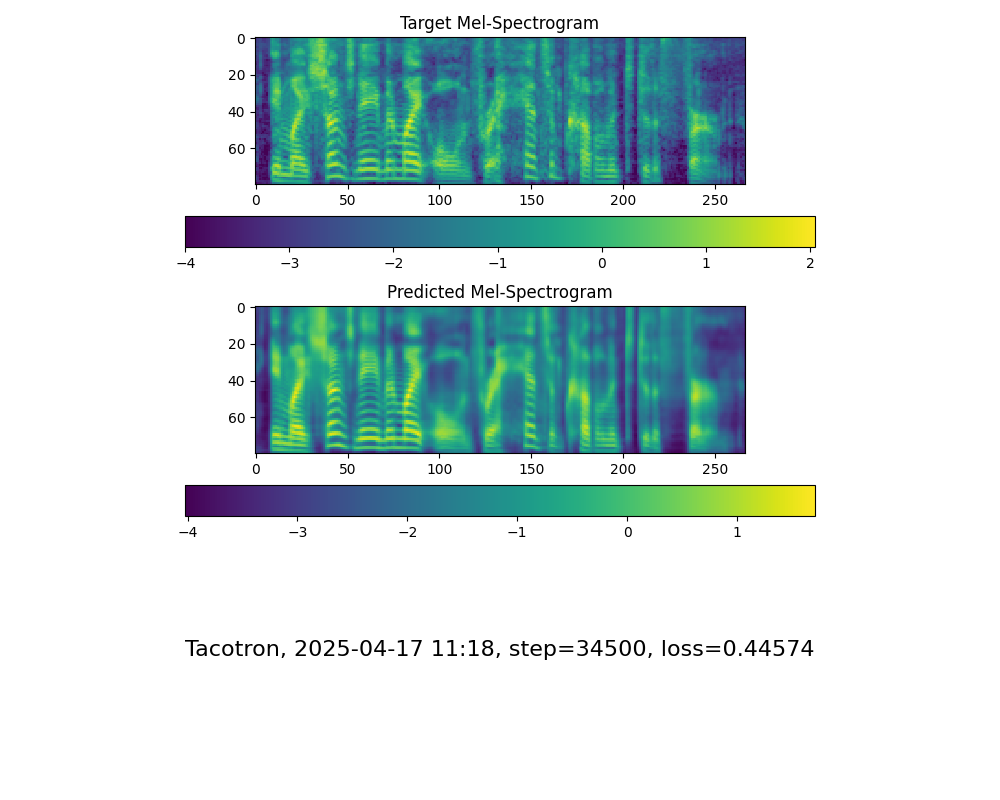 Target Mel-Spectrogram
0
20
40
60
0 50 100 150 200 250
−4 −3 −2 −1 0 1 2
Predicted Mel-Spectrogram
0
20
40
60
0 50 100 150 200 250
−4 −3 −2 −1 0 1
Tacotron, 2025-04-17 11:18, step=34500, loss=0.44574